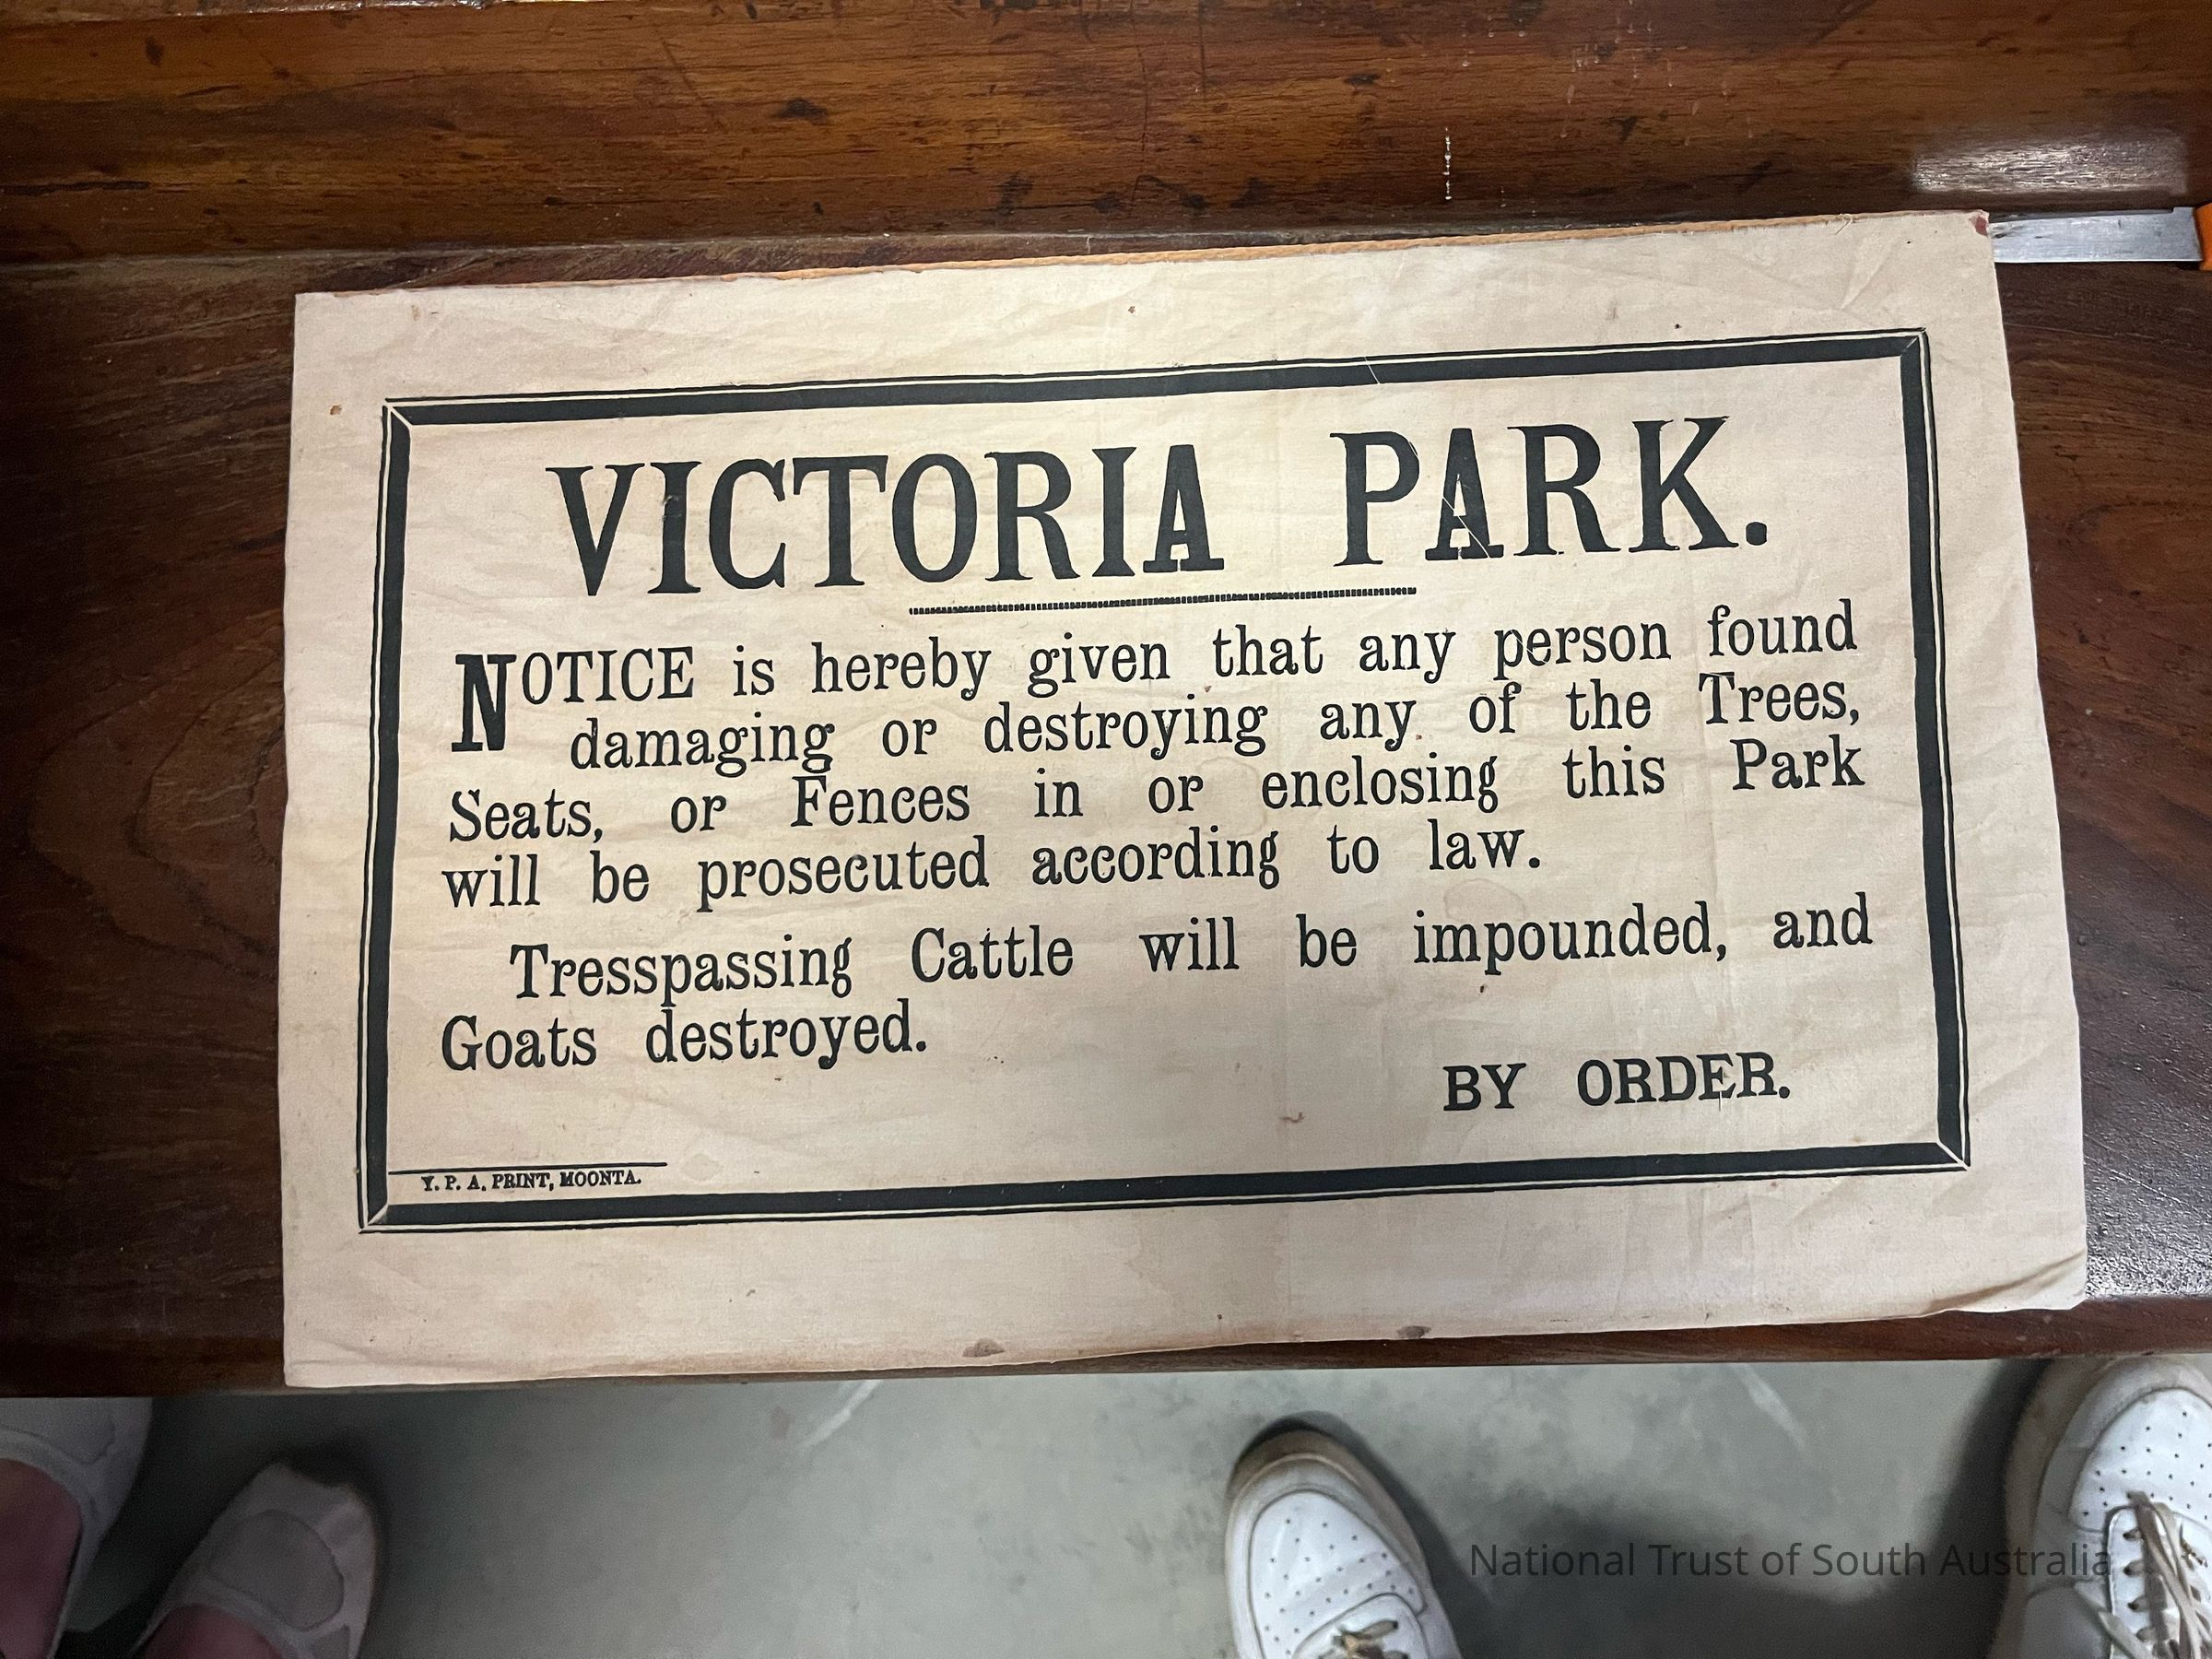 VICTORIA PARK.
NOTICE is hereby given that any person found
damaging or destroying any of the Trees,
Seats, or Fences in or enclosing this Park
will be prosecuted according to law.
Tresspassing Cattle will be impounded, and
Goats destroyed.
BY ORDER.
Y. P. A. PRINT, MOONTA.
National Trust of South Australia